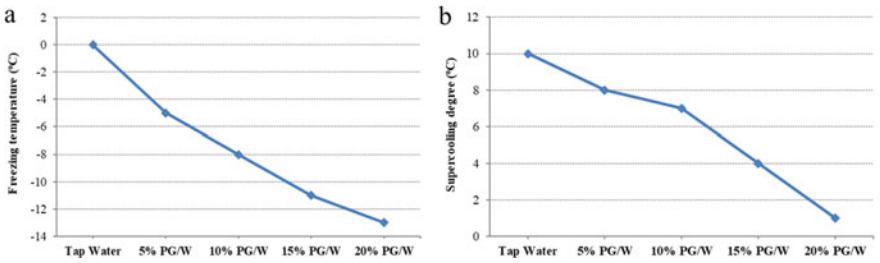 a
Freezing temperature (ºC)
2
0
-2
-4
-6
-8
-10
-12
-14
Tap Water 5% PG/W 10% PG/W 15% PG/W 20% PG/W
b
Supercooling degree (ºC)
12
10
8
6
4
2
0
Tap Water 5% PG/W 10% PG/W 15% PG/W 20% PG/W